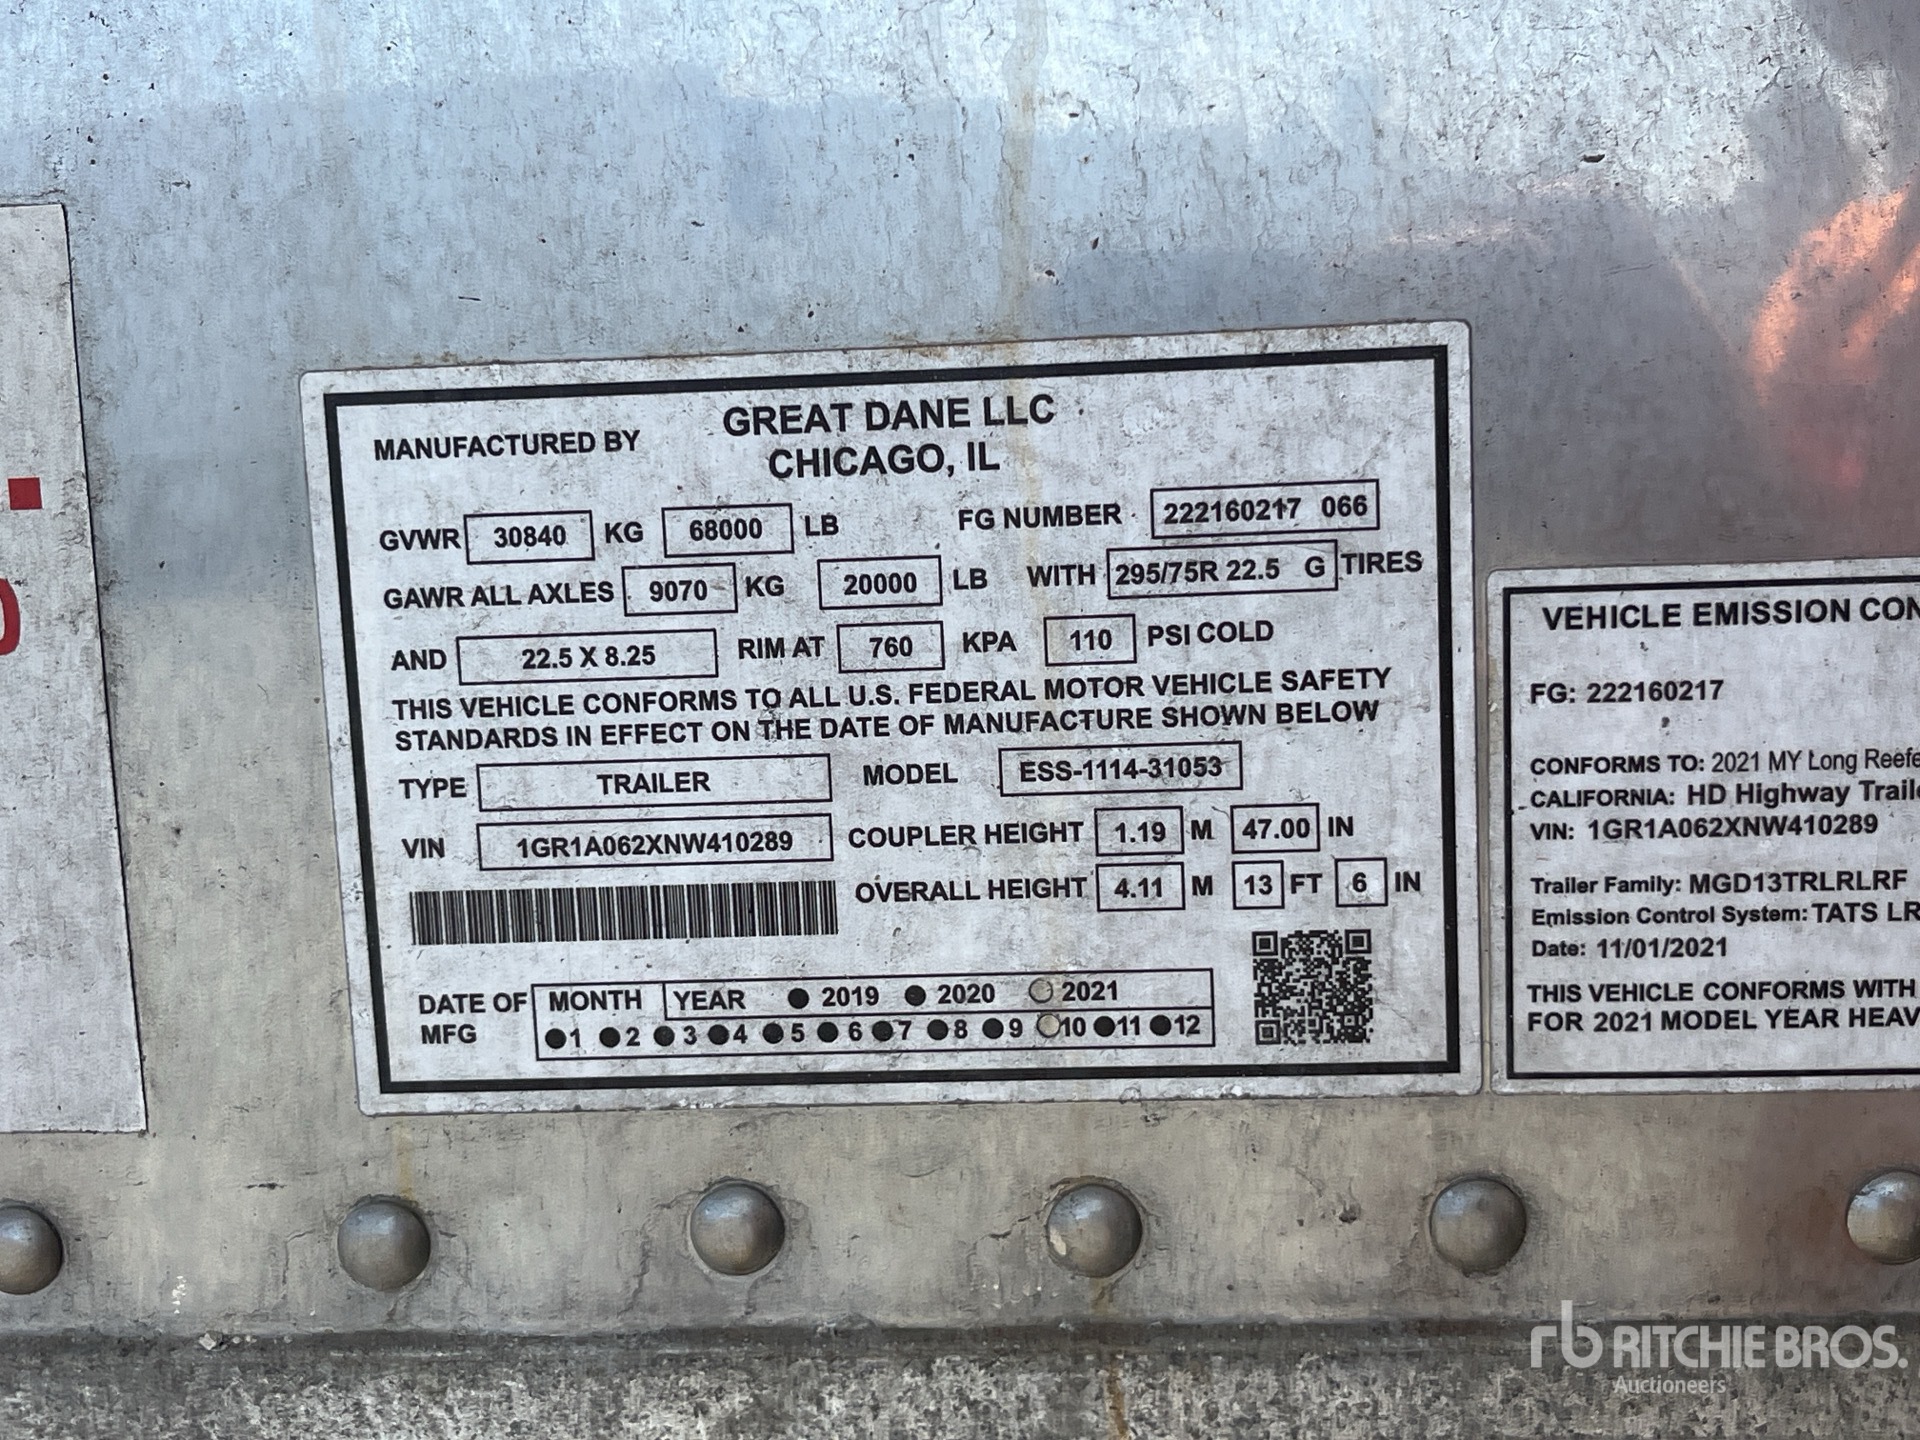 MANUFACTURED BY
GREAT DANE LLC
CHICAGO, IL
GVWR 30840 KG 68000 LB FG NUMBER 222160217 066
GAWR ALL AXLES 9070 KG 20000 LB WITH 295/75R 22.5 G TIRES
AND 22.5 X 8.25 RIM AT 760 KPA 110 PSI COLD
THIS VEHICLE CONFORMS TO ALL U.S. FEDERAL MOTOR VEHICLE SAFETY
STANDARDS IN EFFECT ON THE DATE OF MANUFACTURE SHOWN BELOW
TYPE TRAILER MODEL ESS-1114-31053
VIN 1GR1A062XNW410289 COUPLER HEIGHT 1.19 M 47.00 IN
OVERALL HEIGHT 4.11 M 13 FT 6 IN
DATE OF MFG
MONTH YEAR 2019 2020 2021
1 2 3 4 5 6 7 8 9 10 11 12
VEHICLE EMISSION CON
FG: 222160217
CONFORMS TO: 2021 MY Long Reefe
CALIFORNIA: HD Highway Traile
VIN: 1GR1A062XNW410289
Trailer Family: MGD13TRLRLRF
Emission Control System: TATS LR
Date: 11/01/2021
THIS VEHICLE CONFORMS WITH
FOR 2021 MODEL YEAR HEAV
rb RITCHIE BROS.
Auctioneers